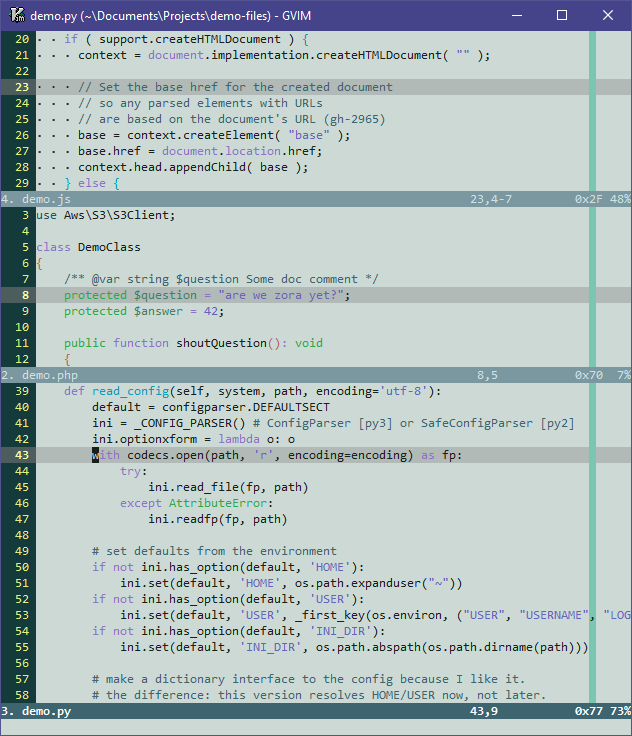 demo.py (~\Documents\Projects\demo-files) - GVIM
20 · · if ( support.createHTMLDocument ) {
21 · · · context = document.implementation.createHTMLDocument( "" );
22
23 · · · // Set the base href for the created document
24 · · · // so any parsed elements with URLs
25 · · · // are based on the document's URL (gh-2965)
26 · · · base = context.createElement( "base" );
27 · · · base.href = document.location.href;
28 · · · context.head.appendChild( base );
29 · · } else {
4. demo.js 23,4-7 0x2F 48%
3 use Aws\S3\S3Client;
4
5 class DemoClass
6 {
7     /** @var string $question Some doc comment */
8     protected $question = "are we zora yet?";
9     protected $answer = 42;
10
11     public function shoutQuestion(): void
12     {
2. demo.php 8,5 0x70 7%
39     def read_config(self, system, path, encoding='utf-8'):
40         default = configparser.DEFAULTSECT
41         ini = _CONFIG_PARSER() # ConfigParser [py3] or SafeConfigParser [py2]
42         ini.optionxform = lambda o: o
43         with codecs.open(path, 'r', encoding=encoding) as fp:
44             try:
45                 ini.read_file(fp, path)
46             except AttributeError:
47                 ini.readfp(fp, path)
48
49         # set defaults from the environment
50         if not ini.has_option(default, 'HOME'):
51             ini.set(default, 'HOME', os.path.expanduser("~"))
52         if not ini.has_option(default, 'USER'):
53             ini.set(default, 'USER', _first_key(os.environ, ("USER", "USERNAME", "LOG
54         if not ini.has_option(default, 'INI_DIR'):
55             ini.set(default, 'INI_DIR', os.path.abspath(os.path.dirname(path)))
56
57         # make a dictionary interface to the config because I like it.
58         # the difference: this version resolves HOME/USER now, not later.
3. demo.py 43,9 0x77 73%